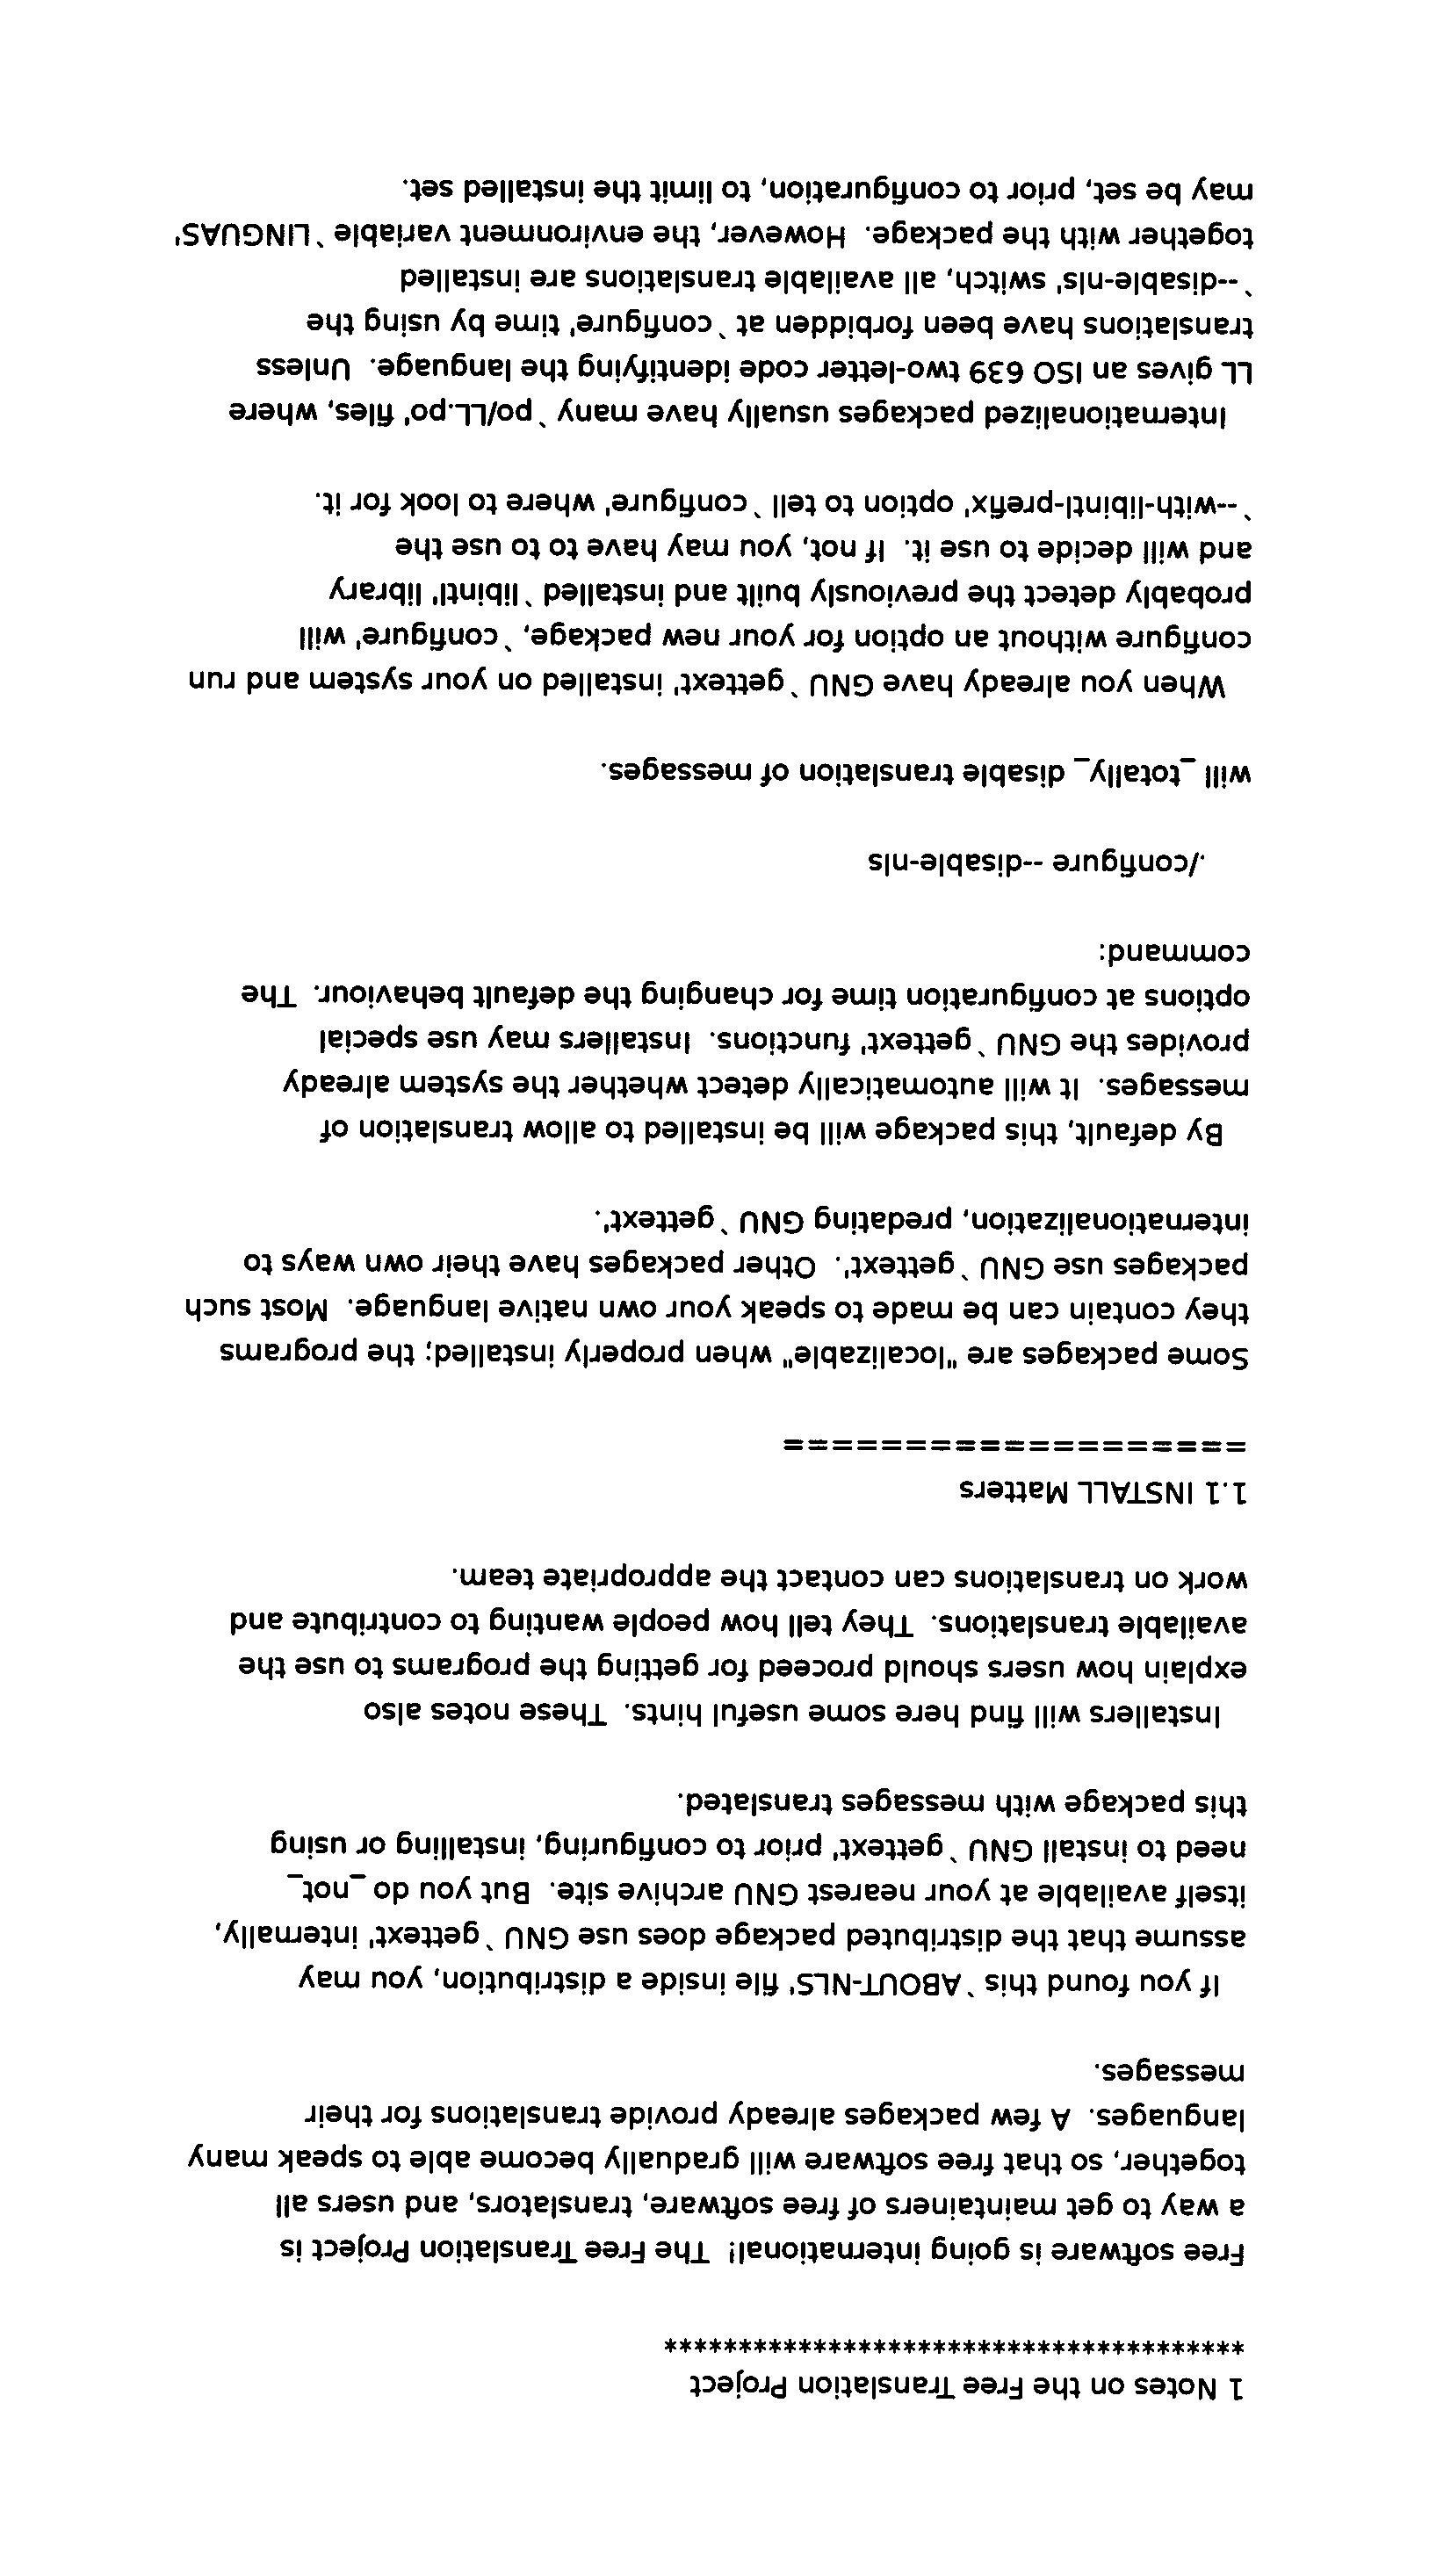 1 Notes on the Free Translation Project
***************************************
Free software is going international!  The Free Translation Project is
a way to get maintainers of free software, translators, and users all
together, so that free software will gradually become able to speak many
languages.  A few packages already provide translations for their
messages.
If you found this `ABOUT-NLS' file inside a distribution, you may
assume that the distributed package does use GNU `gettext' internally,
itself available at your nearest GNU archive site.  But you do _not_
need to install GNU `gettext' prior to configuring, installing or using
this package with messages translated.
Installers will find here some useful hints.  These notes also
explain how users should proceed for getting the programs to use the
available translations.  They tell how people wanting to contribute and
work on translations can contact the appropriate team.
1.1 INSTALL Matters
===================
Some packages are "localizable" when properly installed; the programs
they contain can be made to speak your own native language.  Most such
packages use GNU `gettext'.  Other packages have their own ways to
internationalization, predating GNU `gettext'.
By default, this package will be installed to allow translation of
messages.  It will automatically detect whether the system already
provides the GNU `gettext' functions.  Installers may use special
options at configuration time for changing the default behaviour.  The
command:
./configure --disable-nls
will _totally_ disable translation of messages.
When you already have GNU `gettext' installed on your system and run
configure without an option for your new package, `configure' will
probably detect the previously built and installed `libintl' library
and will decide to use it.  If not, you may have to to use the
`--with-libintl-prefix' option to tell `configure' where to look for it.
Internationalized packages usually have many `po/LL.po' files, where
LL gives an ISO 639 two-letter code identifying the language.  Unless
translations have been forbidden at `configure' time by using the
`--disable-nls' switch, all available translations are installed
together with the package.  However, the environment variable `LINGUAS'
may be set, prior to configuration, to limit the installed set.